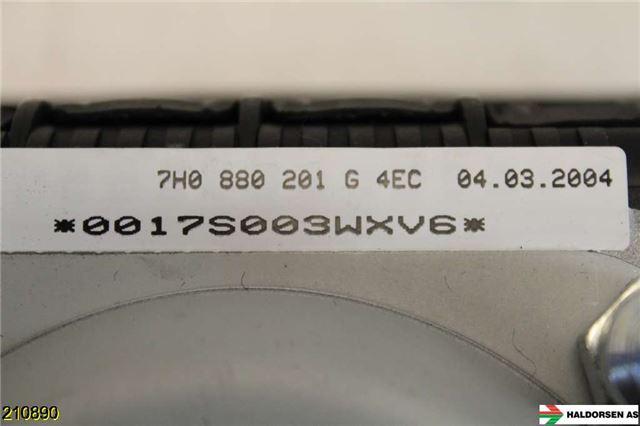 7H0 880 201 G 4EC 04.03.2004
*0017S003WXV6*
210890
HALDORSEN AS